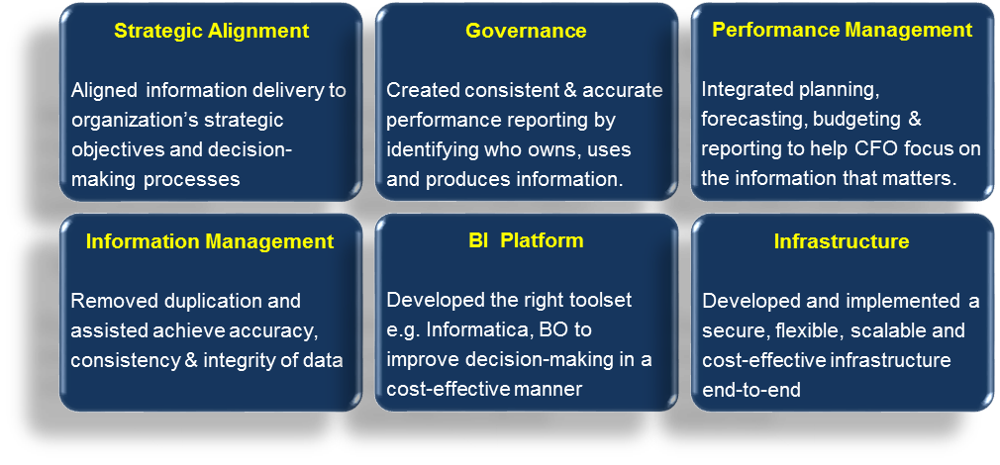 Strategic Alignment
Aligned information delivery to
organization’s strategic
objectives and decision-
making processes
Governance
Created consistent & accurate
performance reporting by
identifying who owns, uses
and produces information.
Performance Management
Integrated planning,
forecasting, budgeting &
reporting to help CFO focus on
the information that matters.
Information Management
Removed duplication and
assisted achieve accuracy,
consistency & integrity of data
BI Platform
Developed the right toolset
e.g. Informatica, BO to
improve decision-making in a
cost-effective manner
Infrastructure
Developed and implemented a
secure, flexible, scalable and
cost-effective infrastructure
end-to-end